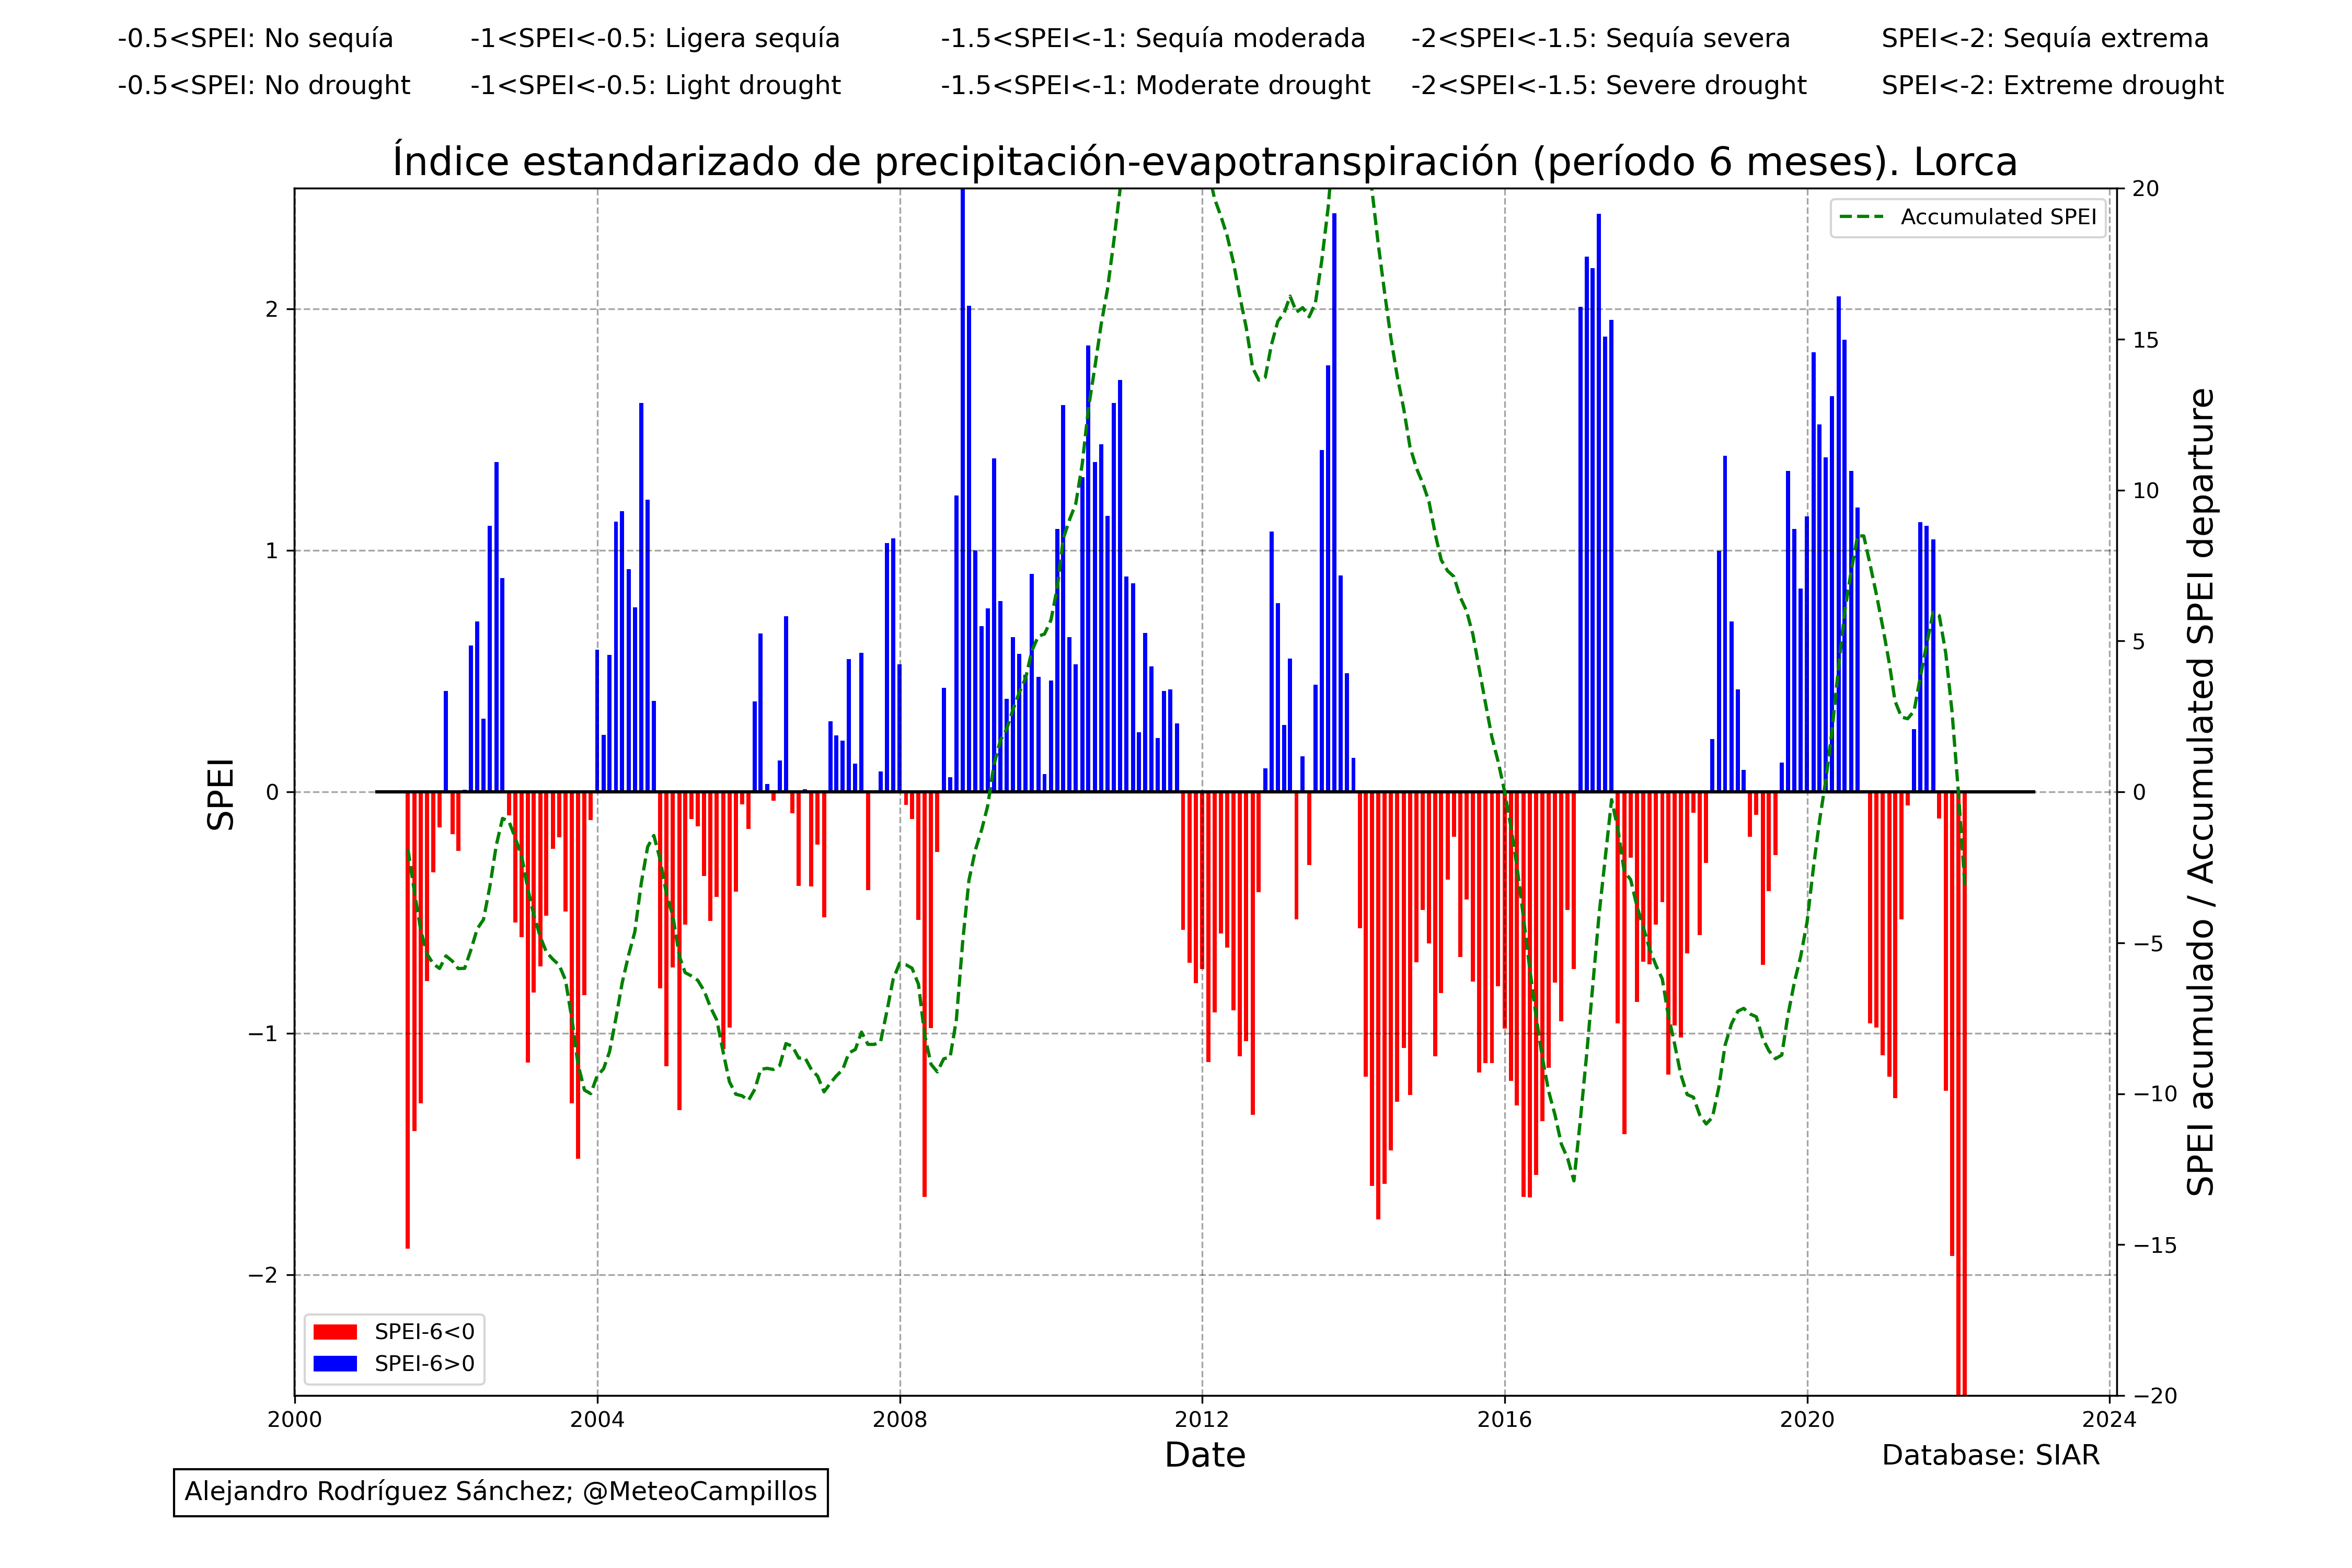 -0.5<SPEI: No sequía -1<SPEI<-0.5: Ligera sequía -1.5<SPEI<-1: Sequía moderada -2<SPEI<-1.5: Sequía severa SPEI<-2: Sequía extrema
-0.5<SPEI: No drought -1<SPEI<-0.5: Light drought -1.5<SPEI<-1: Moderate drought -2<SPEI<-1.5: Severe drought SPEI<-2: Extreme drought
Índice estandarizado de precipitación-evapotranspiración (período 6 meses). Lorca
Accumulated SPEI
SPEI
2
1
0
−1
−2
20
15
10
5
0
−5
−10
−15
−20
SPEI acumulado / Accumulated SPEI departure
SPEI-6<0
SPEI-6>0
2000 2004 2008 2012 2016 2020 2024
Date
Database: SIAR
Alejandro Rodríguez Sánchez; @MeteoCampillos